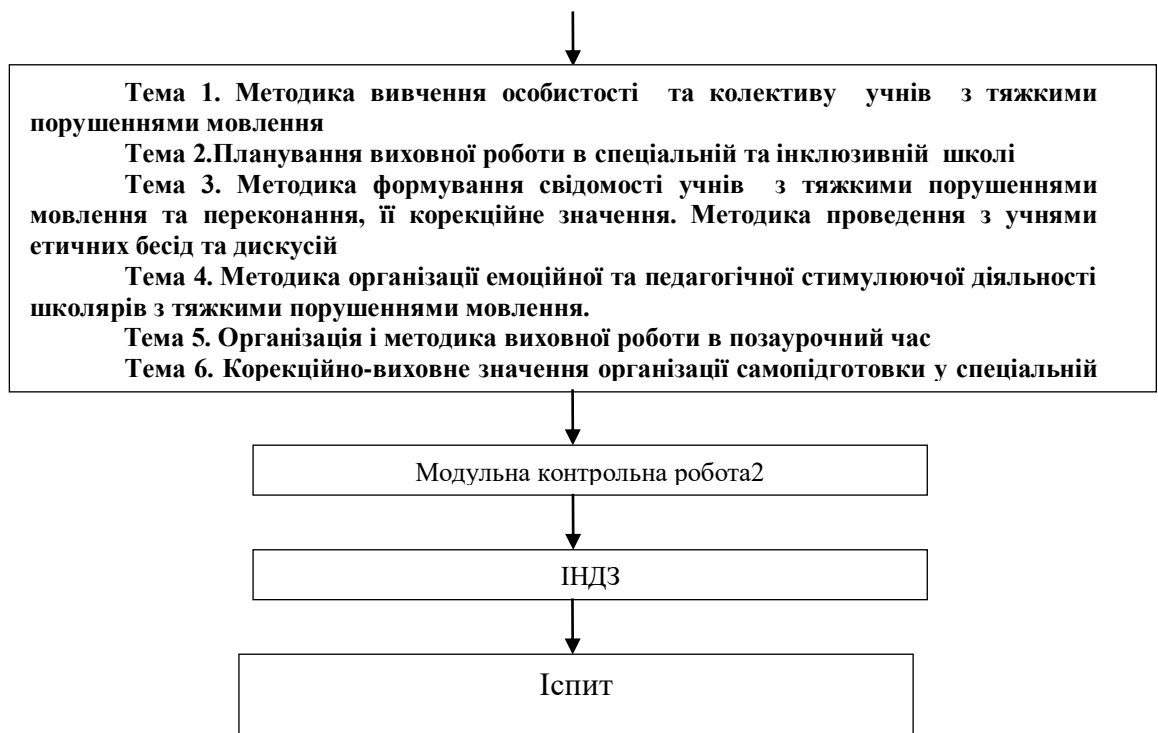 Тема 1. Методика вивчення особистості та колективу учнів з тяжкими
порушеннями мовлення
Тема 2.Планування виховної роботи в спеціальній та інклюзивній школі
Тема 3. Методика формування свідомості учнів з тяжкими порушеннями
мовлення та переконання, її корекційне значення. Методика проведення з учнями
етичних бесід та дискусій
Тема 4. Методика організації емоційної та педагогічної стимулюючої діяльності
школярів з тяжкими порушеннями мовлення.
Тема 5. Організація і методика виховної роботи в позаурочний час
Тема 6. Корекційно-виховне значення організації самопідготовки у спеціальній
Модульна контрольна робота2
ІНДЗ
Іспит